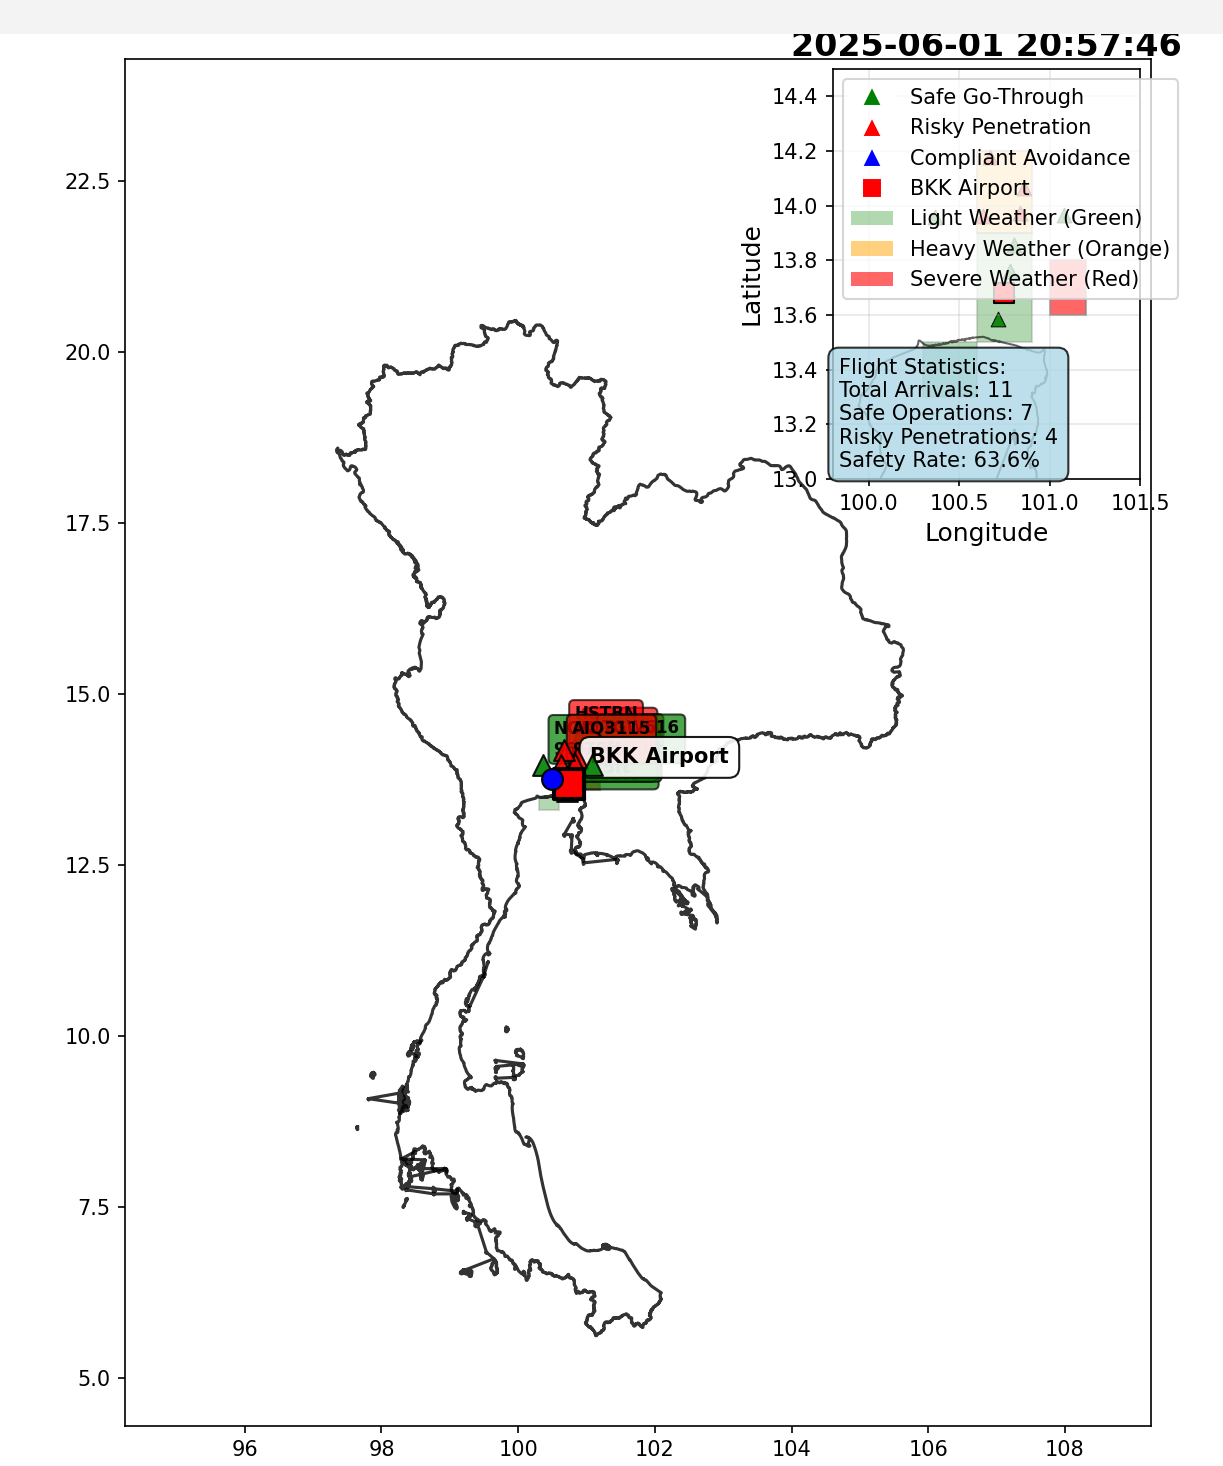 2025-06-01 20:57:46
14.4
14.2
14.0
13.8
13.6
13.4
13.2
13.0
Latitude
Safe Go-Through
Risky Penetration
Compliant Avoidance
BKK Airport
Light Weather (Green)
Heavy Weather (Orange)
Severe Weather (Red)
Flight Statistics:
Total Arrivals: 11
Safe Operations: 7
Risky Penetrations: 4
Safety Rate: 63.6%
100.0
100.5
101.0
101.5
Longitude
22.5
20.0
17.5
15.0
12.5
10.0
7.5
5.0
HSTBN
AIQ3115
16
BKK Airport
96
98
100
102
104
106
108